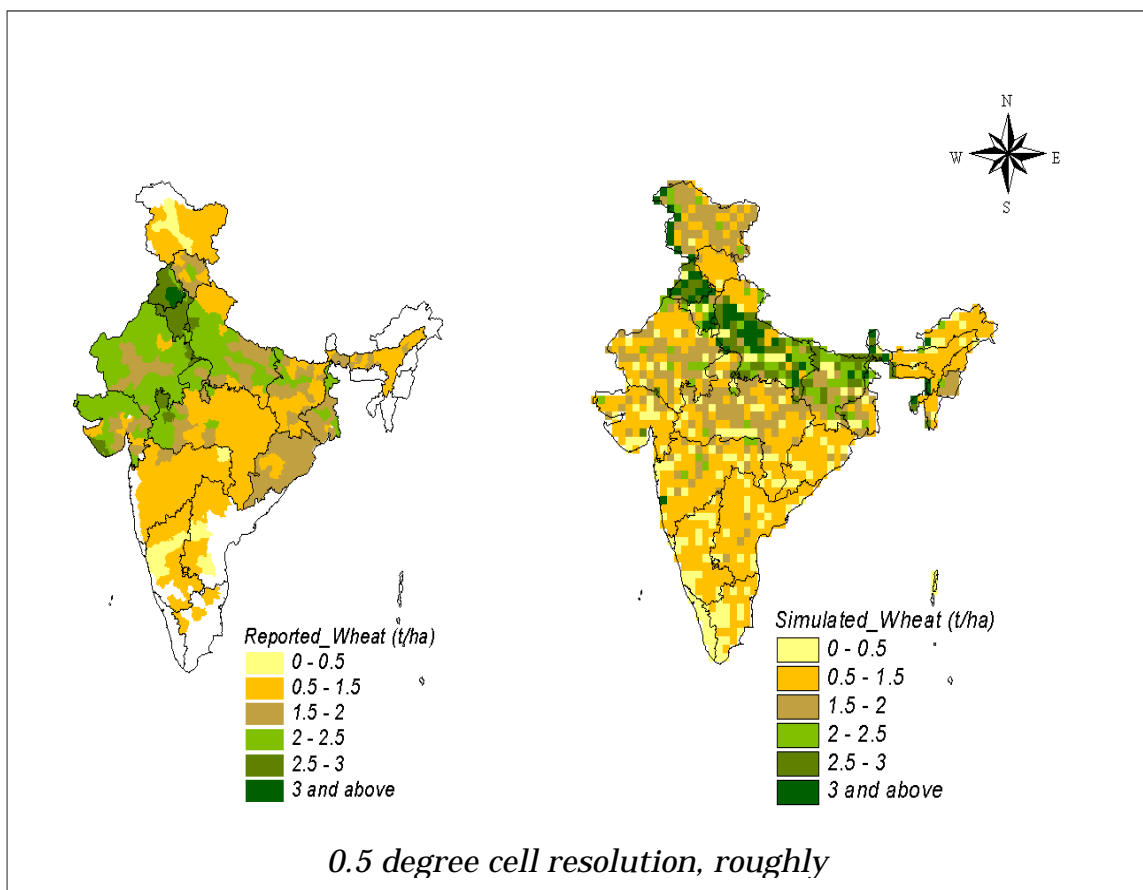 N
W E
S
Reported_Wheat (t/ha)
0 - 0.5
0.5 - 1.5
1.5 - 2
2 - 2.5
2.5 - 3
3 and above
Simulated_Wheat (t/ha)
0 - 0.5
0.5 - 1.5
1.5 - 2
2 - 2.5
2.5 - 3
3 and above
0.5 degree cell resolution, roughly